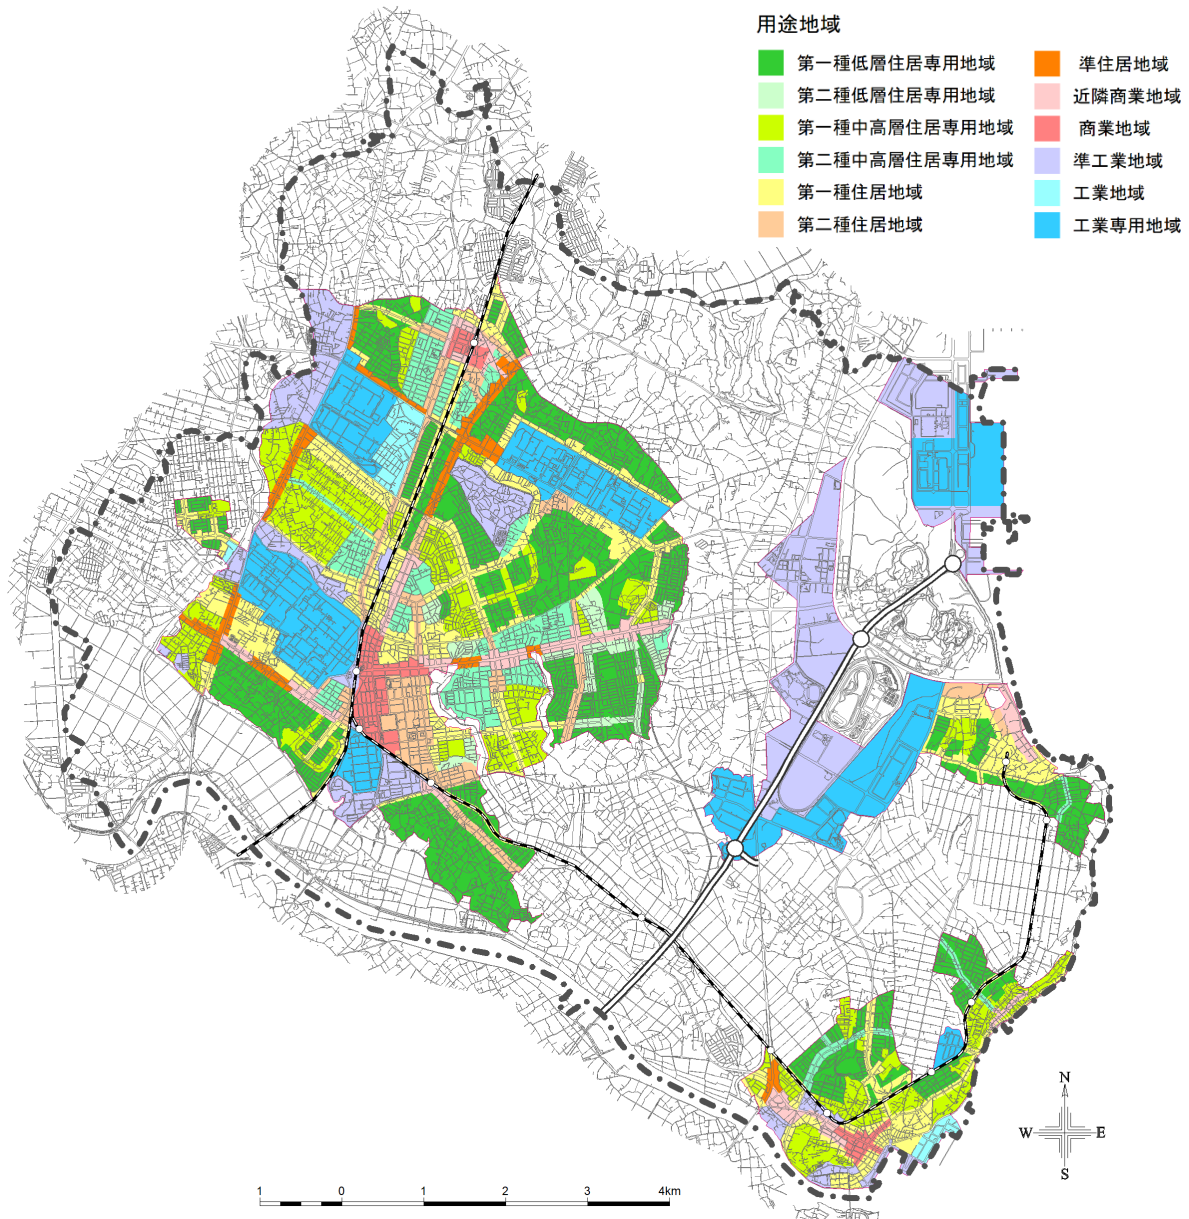 用途地域
第一種低層住居専用地域
第二種低層住居専用地域
第一種中高層住居専用地域
第二種中高層住居専用地域
第一種住居地域
第二種住居地域
準住居地域
近隣商業地域
商業地域
準工業地域
工業地域
工業専用地域
N
W E
S
1 0 1 2 3 4km